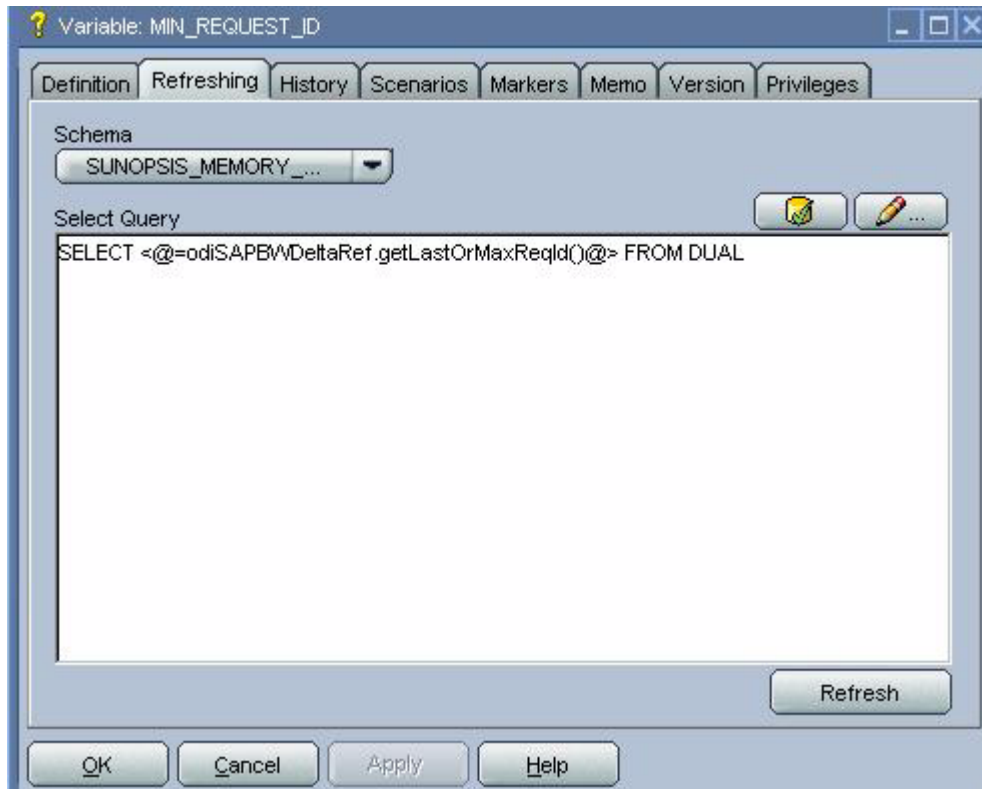 Variable: MIN_REQUEST_ID
Definition Refreshing History Scenarios Markers Memo Version Privileges
Schema
SUNOPSIS_MEMORY_...
Select Query
...
SELECT <@=odiSAPBWDeltaRef.getLastOrMaxReqId()@> FROM DUAL
Refresh
OK Cancel Apply Help